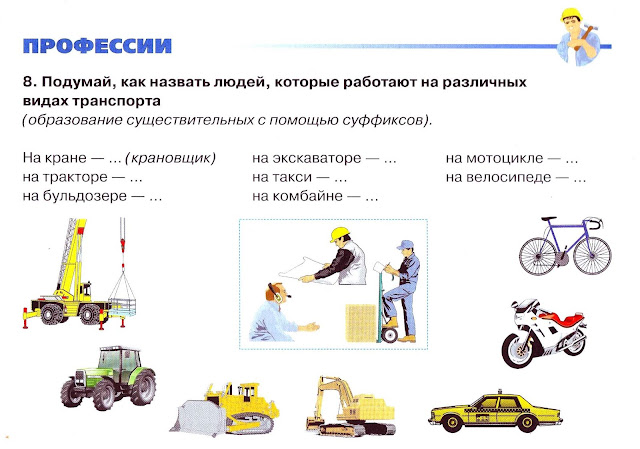 ПРОФЕССИИ
8. Подумай, как назвать людей, которые работают на различных
видах транспорта
(образование существительных с помощью суффиксов).
На кране — ... (крановщик)
на тракторе — ...
на бульдозере — ...
на экскаваторе — ...
на такси — ...
на комбайне — ...
на мотоцикле — ...
на велосипеде — ...